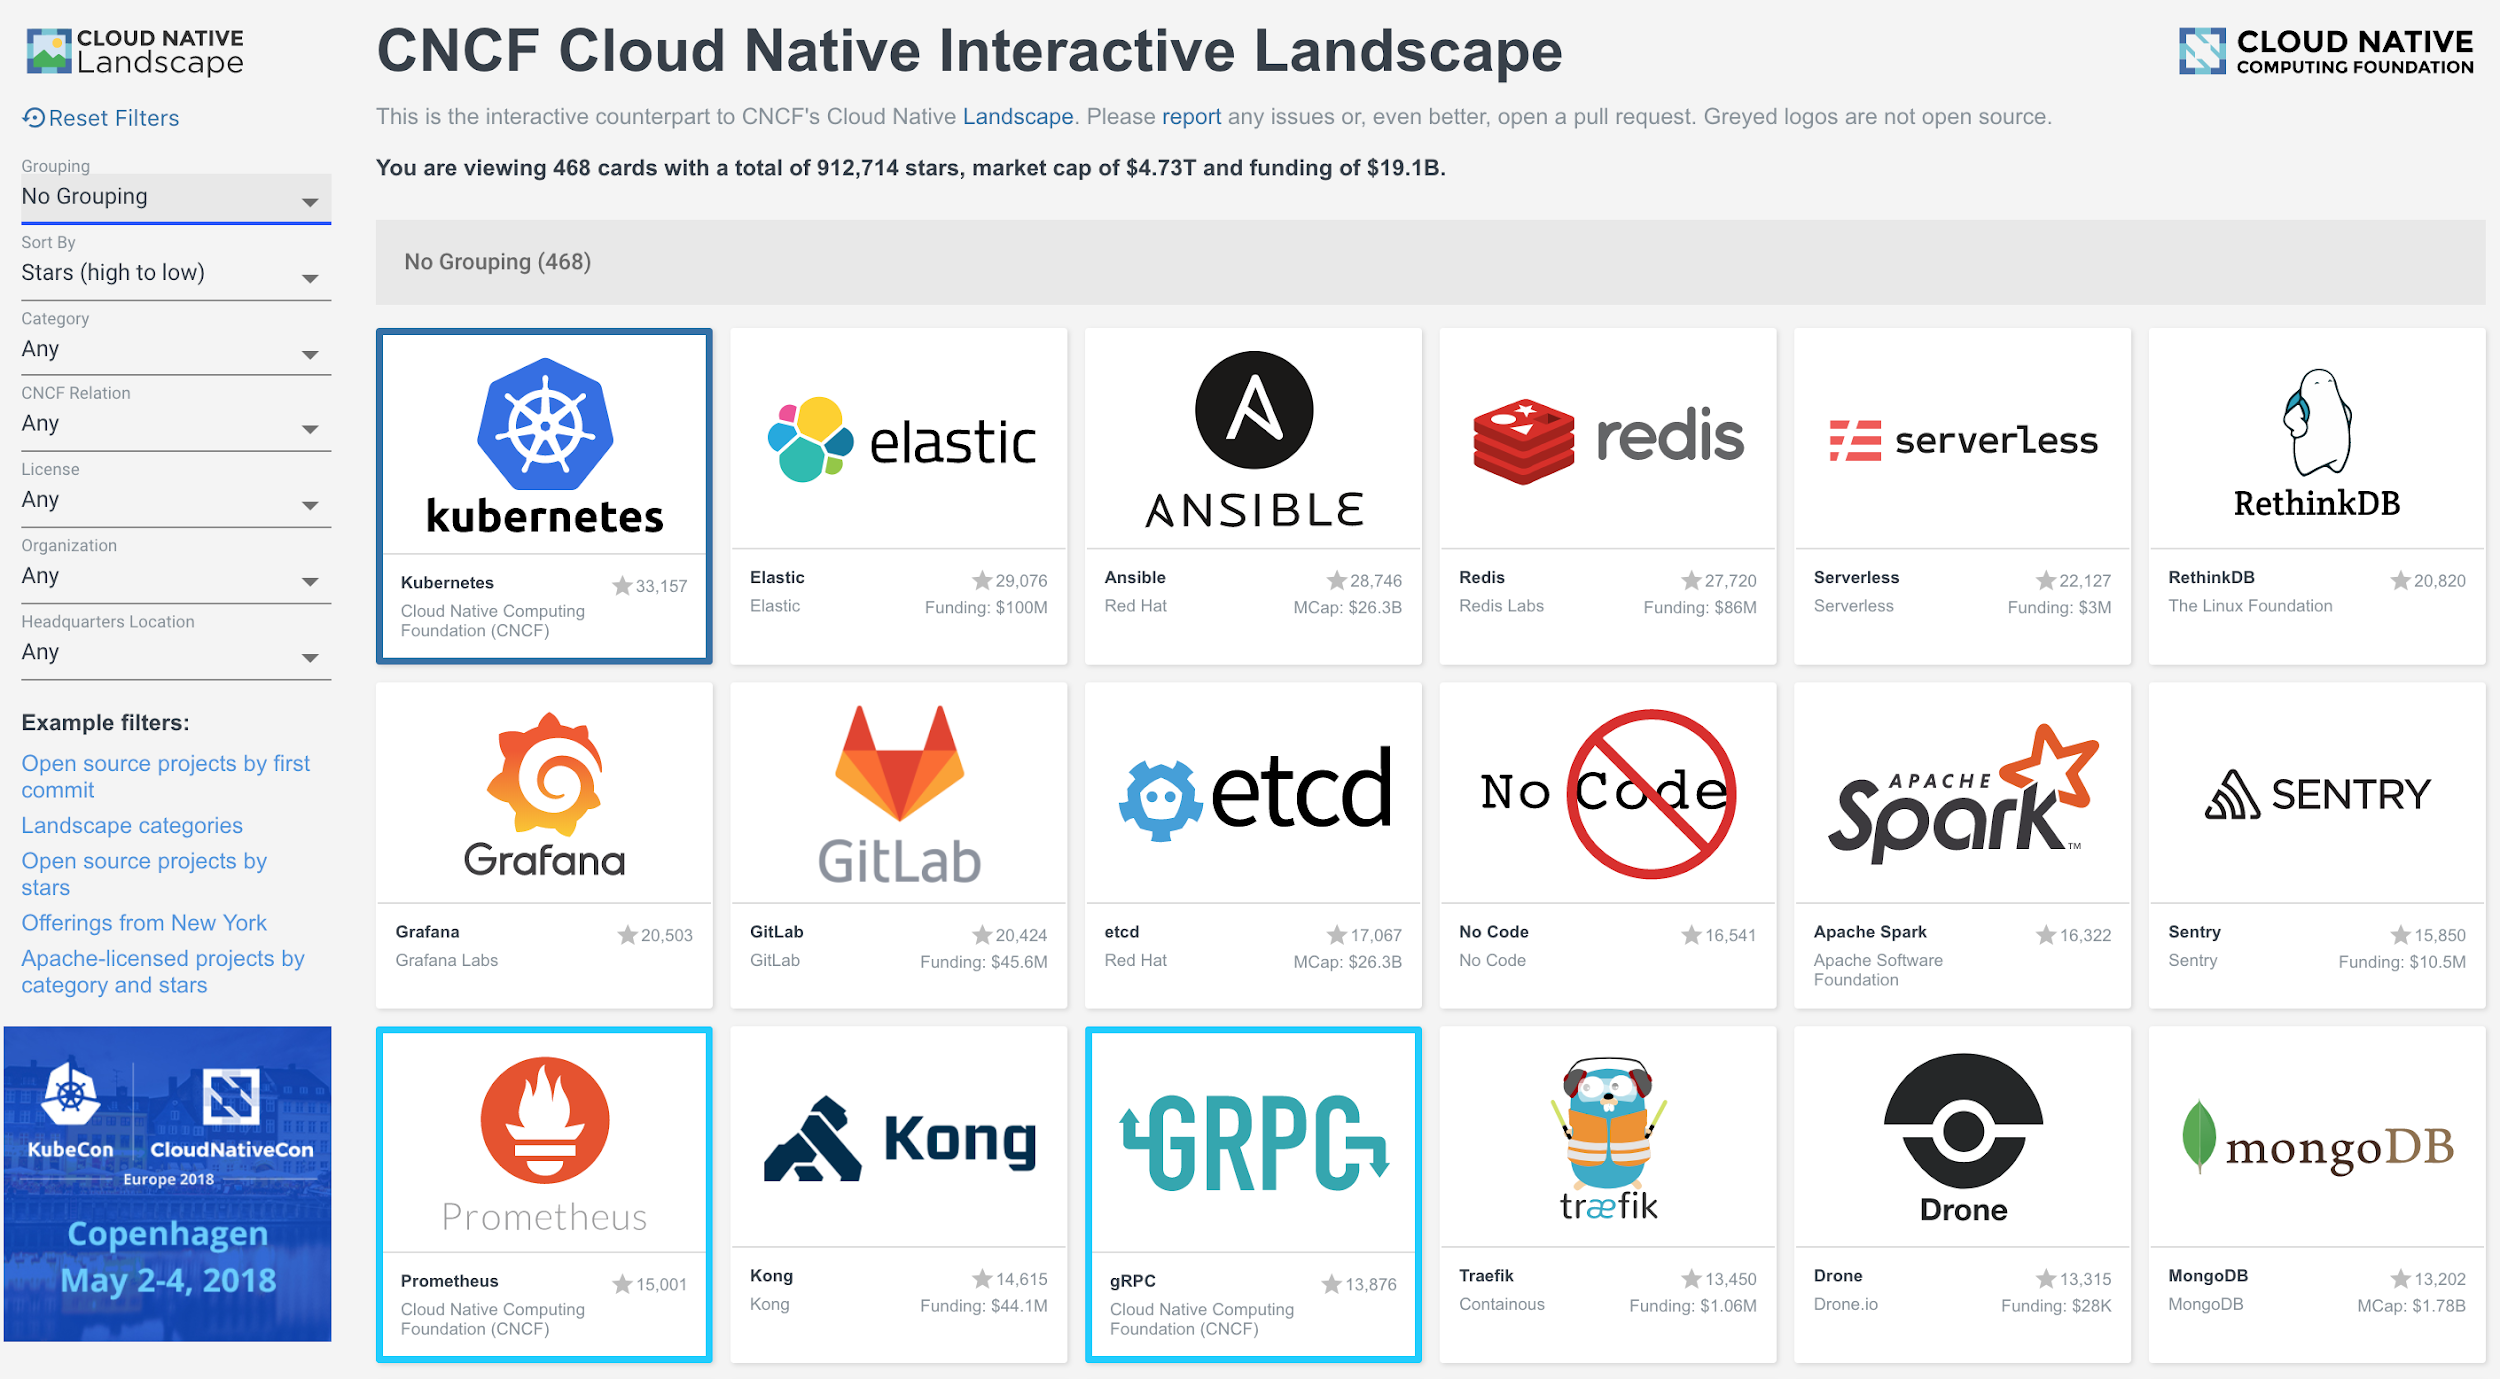 CLOUD NATIVE
Landscape
Reset Filters
Grouping
No Grouping
Sort By
Stars (high to low)
Category
Any
CNCF Relation
Any
License
Any
Organization
Any
Headquarters Location
Any
Example filters:
Open source projects by first
commit
Landscape categories
Open source projects by
stars
Offerings from New York
Apache-licensed projects by
category and stars
KubeCon
CloudNativeCon
Europe 2018
Copenhagen
May 2-4, 2018
CNCF Cloud Native Interactive Landscape
CLOUD NATIVE
COMPUTING FOUNDATION
This is the interactive counterpart to CNCF's Cloud Native Landscape. Please report any issues or, even better, open a pull request. Greyed logos are not open source.
You are viewing 468 cards with a total of 912,714 stars, market cap of $4.73T and funding of $19.1B.
No Grouping (468)
kubernetes
Kubernetes 33,157
Cloud Native Computing
Foundation (CNCF)
elastic
Elastic 29,076
Elastic Funding: $100M
ANSIBLE
Ansible 28,746
Red Hat MCap: $26.3B
redis
Redis 27,720
Redis Labs Funding: $86M
serverless
Serverless 22,127
Serverless Funding: $3M
RethinkDB
RethinkDB 20,820
The Linux Foundation
Grafana
Grafana 20,503
Grafana Labs
GitLab
GitLab 20,424
GitLab Funding: $45.6M
etcd
etcd 17,067
Red Hat MCap: $26.3B
No Code
No Code 16,541
No Code
APACHE
Spark™
Apache Spark 16,322
Apache Software
Foundation
SENTRY
Sentry 15,850
Sentry Funding: $10.5M
Prometheus
Prometheus 15,001
Cloud Native Computing
Foundation (CNCF)
Kong
Kong 14,615
Kong Funding: $44.1M
GRPC
gRPC 13,876
Cloud Native Computing
Foundation (CNCF)
træfik
Traefik 13,450
Containous Funding: $1.06M
Drone
Drone 13,315
Drone.io Funding: $28K
mongoDB
MongoDB 13,202
MongoDB MCap: $1.78B